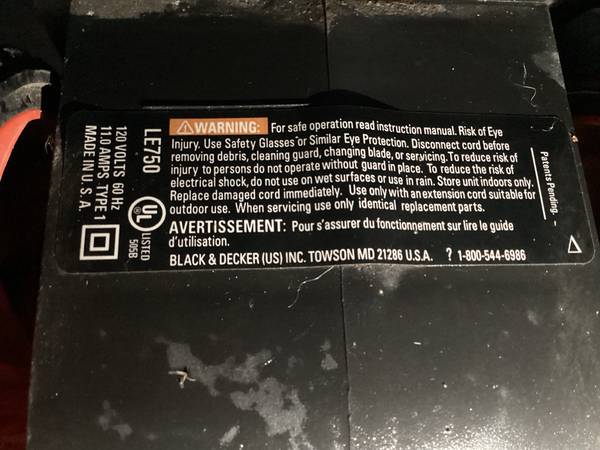 ⚠WARNING: For safe operation read instruction manual. Risk of Eye
Injury. Use Safety Glasses or Similar Eye Protection. Disconnect cord before
removing debris, cleaning guard, changing blade, or servicing. To reduce risk of
injury to persons do not operate without guard in place. To reduce the risk of
electrical shock, do not use on wet surfaces or use in rain. Store unit indoors only.
Replace damaged cord immediately. Use only with an extension cord suitable for
outdoor use. When servicing use only identical replacement parts.
AVERTISSEMENT: Pour s'assurer du fonctionnement sur lire le guide
d'utilisation.
BLACK & DECKER (US) INC. TOWSON MD 21286 U.S.A. ? 1-800-544-6986
LE750
120 VOLTS 60 HZ
11.0 AMPS TYPE 1
MADE IN U.S.A.
UL
LISTED
505B
Patents Pending.